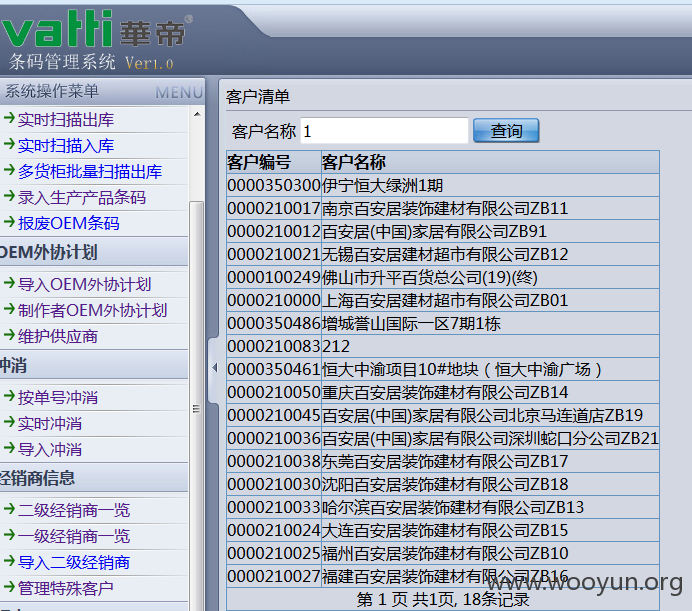 vatti 華帝®
条码管理系统 Ver1.0
系统操作菜单 MENU
实时扫描出库
实时扫描入库
多货柜批量扫描出库
录入生产产品条码
报废OEM条码
OEM外协计划
导入OEM外协计划
制作者OEM外协计划
维护供应商
冲消
按单号冲消
实时冲消
导入冲消
经销商信息
二级经销商一览
一级经销商一览
导入二级经销商
管理特殊客户
客户清单
客户名称 1 查询
客户编号 客户名称
0000350300 伊宁恒大绿洲1期
0000210017 南京百安居装饰建材有限公司ZB11
0000210012 百安居(中国)家居有限公司ZB91
0000210021 无锡百安居建材超市有限公司ZB12
0000100249 佛山市升平百货总公司(19)(终)
0000210000 上海百安居建材超市有限公司ZB01
0000350486 增城誉山国际一区7期1栋
0000210083 212
0000350461 恒大中渝项目10#地块（恒大中渝广场）
0000210050 重庆百安居装饰建材有限公司ZB14
0000210045 百安居(中国)家居有限公司北京马连道店ZB19
0000210036 百安居(中国)家居有限公司深圳蛇口分公司ZB21
0000210038 东莞百安居装饰建材有限公司ZB17
0000210030 沈阳百安居装饰建材有限公司ZB18
0000210033 哈尔滨百安居装饰建材有限公司ZB13
0000210024 大连百安居装饰建材有限公司ZB15
0000210025 福州百安居装饰建材有限公司ZB10
0000210027 福建百安居装饰建材有限公司ZB16
www.wooyun.org
第 1 页 共1页, 18条记录